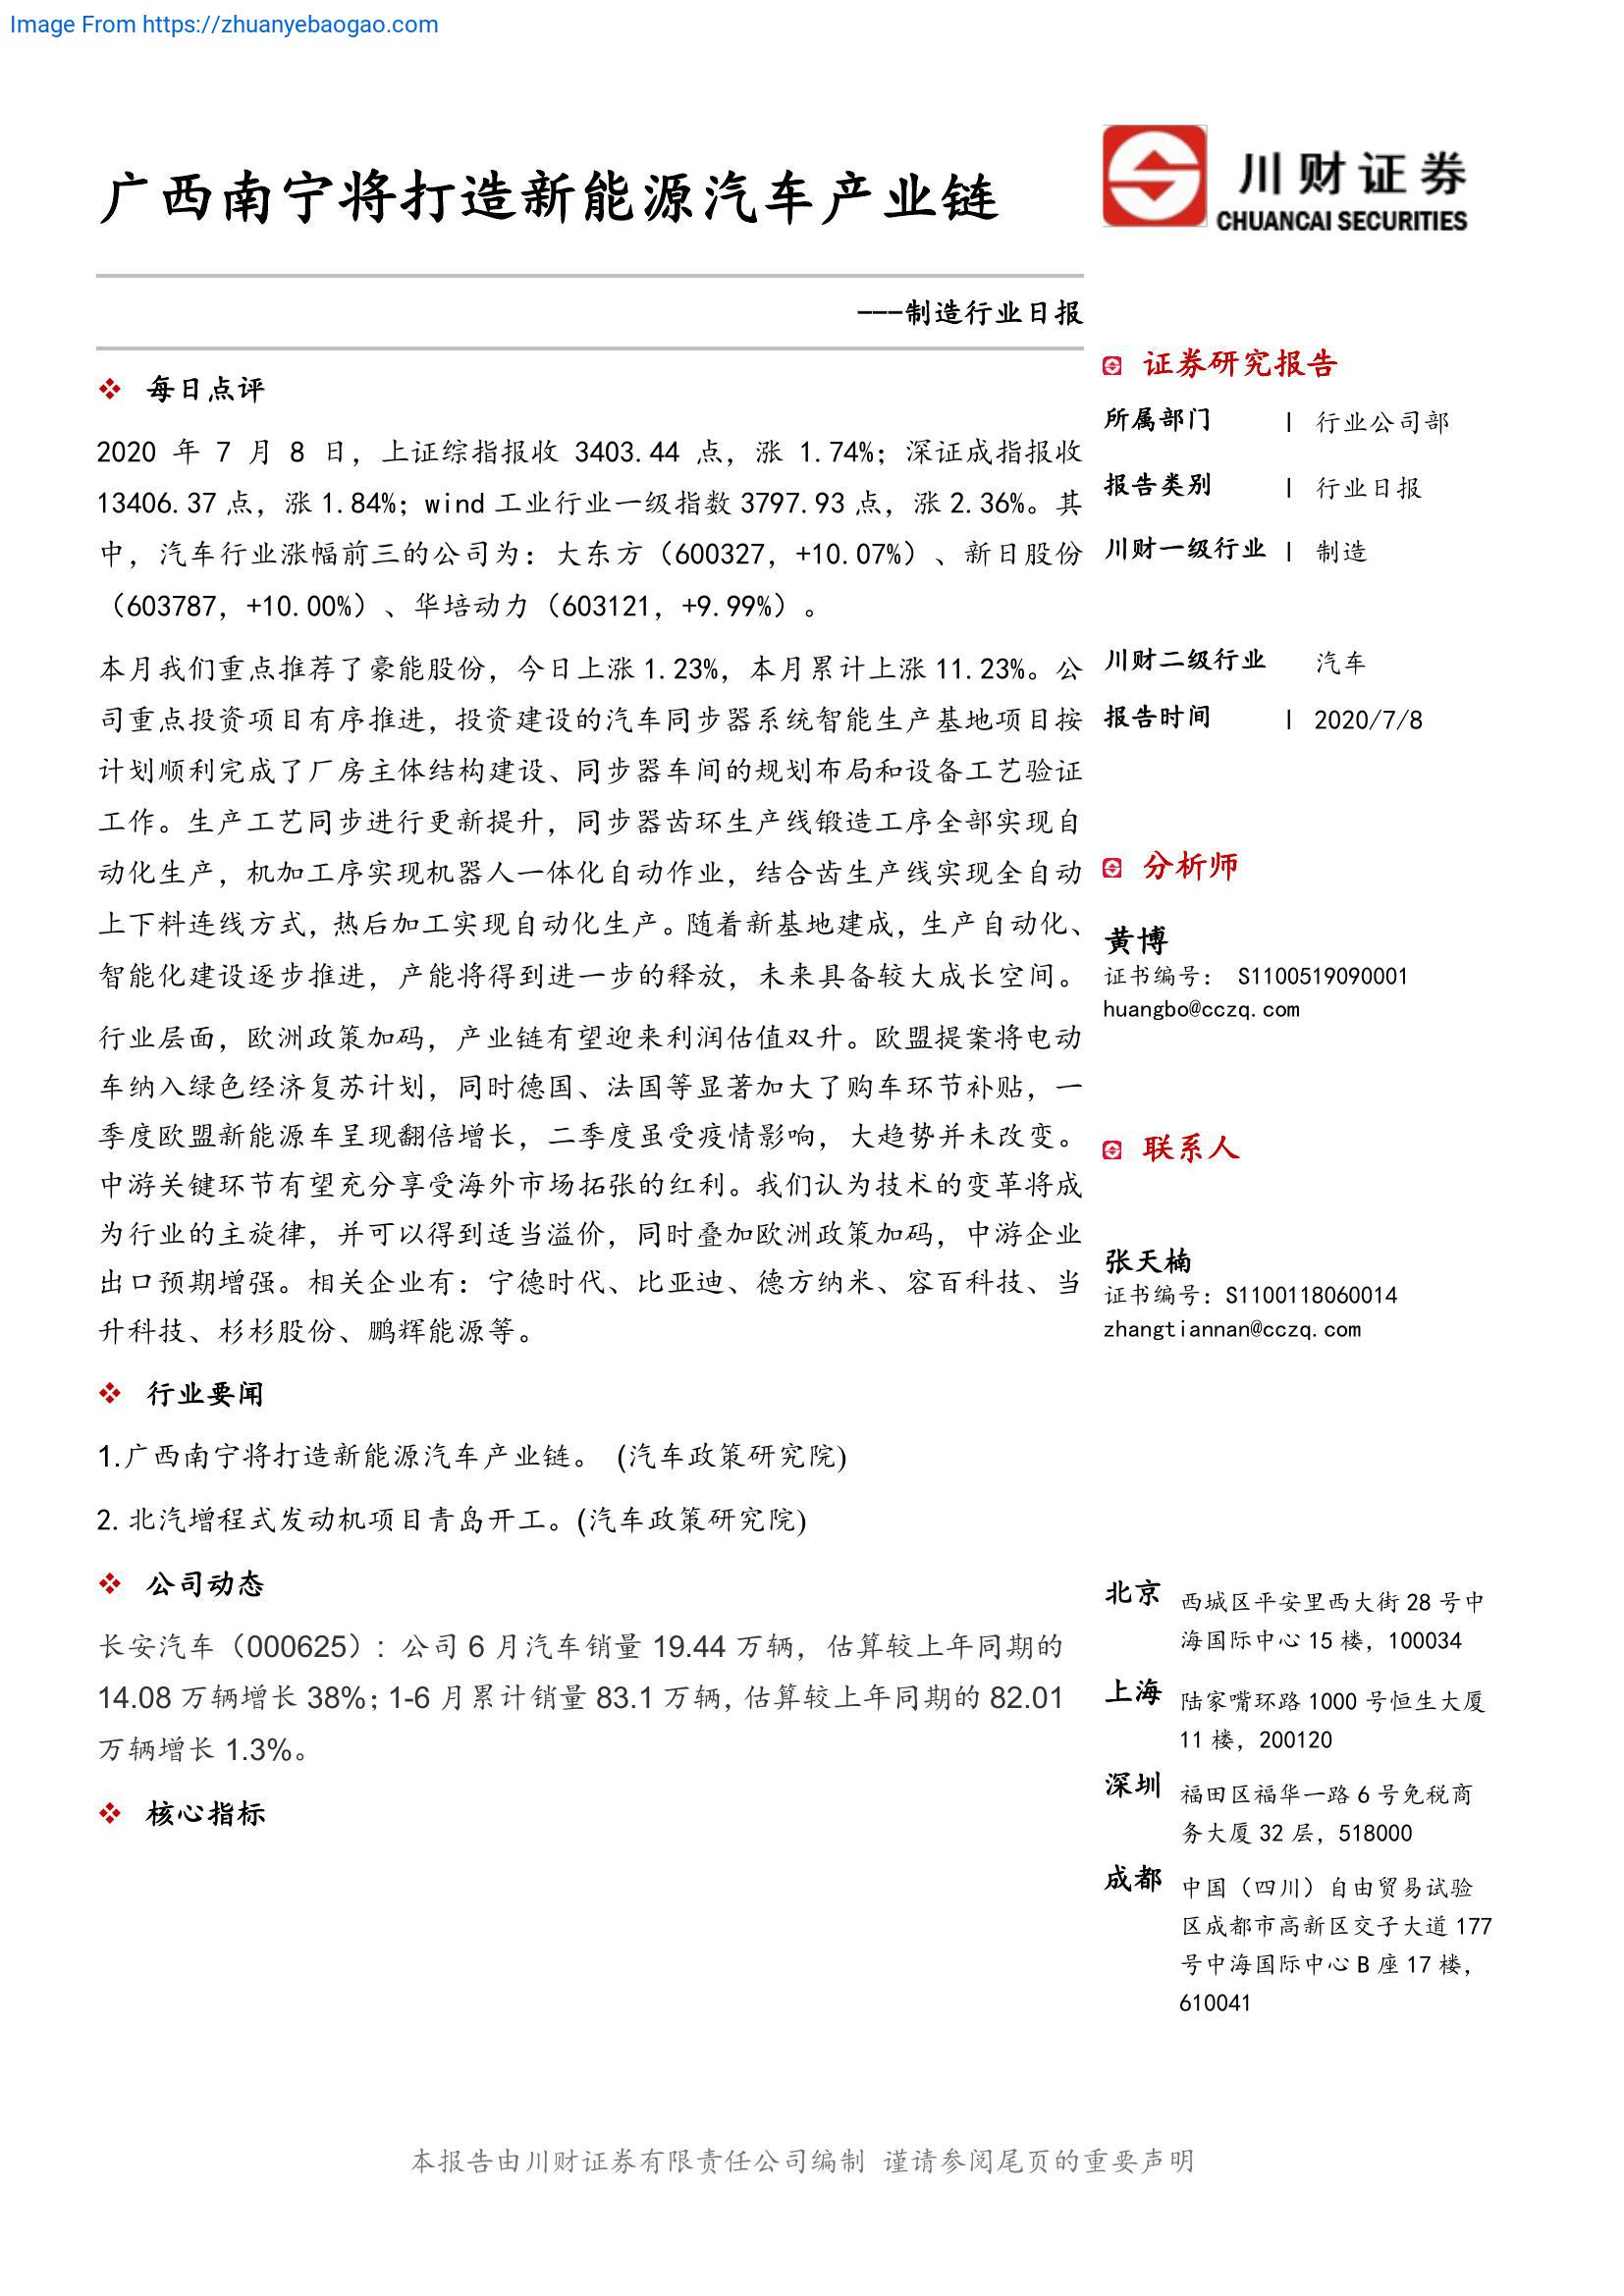 Image From https://zhuanyebaogao.com
广西南宁将打造新能源汽车产业链
川财证券
CHUANCAI SECURITIES
---制造行业日报
❖ 每日点评
2020 年 7 月 8 日，上证综指报收 3403.44 点，涨 1.74%；深证成指报收
13406.37 点，涨 1.84%；wind 工业行业一级指数 3797.93 点，涨 2.36%。其
中，汽车行业涨幅前三的公司为：大东方（600327，+10.07%）、新日股份
（603787，+10.00%）、华培动力（603121，+9.99%）。
本月我们重点推荐了豪能股份，今日上涨 1.23%，本月累计上涨 11.23%。公
司重点投资项目有序推进，投资建设的汽车同步器系统智能生产基地项目按
计划顺利完成了厂房主体结构建设、同步器车间的规划布局和设备工艺验证
工作。生产工艺同步进行更新提升，同步器齿环生产线锻造工序全部实现自
动化生产，机加工序实现机器人一体化自动作业，结合齿生产线实现全自动
上下料连线方式，热后加工实现自动化生产。随着新基地建成，生产自动化、
智能化建设逐步推进，产能将得到进一步的释放，未来具备较大成长空间。
行业层面，欧洲政策加码，产业链有望迎来利润估值双升。欧盟提案将电动
车纳入绿色经济复苏计划，同时德国、法国等显著加大了购车环节补贴，一
季度欧盟新能源车呈现翻倍增长，二季度虽受疫情影响，大趋势并未改变。
中游关键环节有望充分享受海外市场拓张的红利。我们认为技术的变革将成
为行业的主旋律，并可以得到适当溢价，同时叠加欧洲政策加码，中游企业
出口预期增强。相关企业有：宁德时代、比亚迪、德方纳米、容百科技、当
升科技、杉杉股份、鹏辉能源等。
❖ 行业要闻
1.广西南宁将打造新能源汽车产业链。 (汽车政策研究院)
2. 北汽增程式发动机项目青岛开工。(汽车政策研究院)
❖ 公司动态
长安汽车（000625）：公司 6 月汽车销量 19.44 万辆，估算较上年同期的
14.08 万辆增长 38%；1-6 月累计销量 83.1 万辆，估算较上年同期的 82.01
万辆增长 1.3%。
❖ 核心指标
证券研究报告
所属部门 | 行业公司部
报告类别 | 行业日报
川财一级行业 | 制造
川财二级行业 汽车
报告时间 | 2020/7/8
分析师
黄博
证书编号： S1100519090001
huangbo@cczq.com
联系人
张天楠
证书编号：S1100118060014
zhangtiannan@cczq.com
北京 西城区平安里西大街 28 号中
海国际中心 15 楼，100034
上海 陆家嘴环路 1000 号恒生大厦
11 楼，200120
深圳 福田区福华一路 6 号免税商
务大厦 32 层，518000
成都 中国（四川）自由贸易试验
区成都市高新区交子大道 177
号中海国际中心 B 座 17 楼，
610041
本报告由川财证券有限责任公司编制 谨请参阅尾页的重要声明